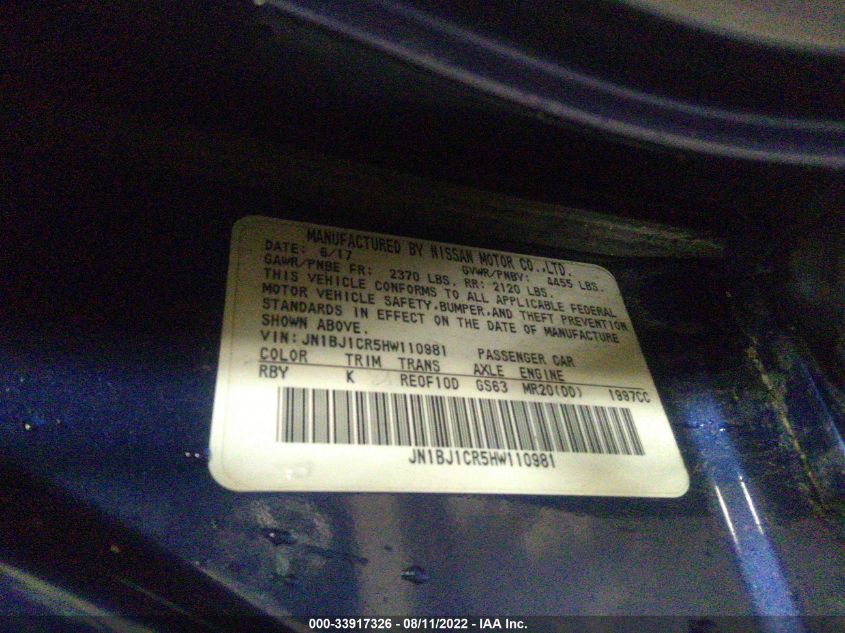 MANUFACTURED BY NISSAN MOTOR CO.,LTD.
DATE: 6/17 GVWR/PNBV: 4455 LBS.
GAWR/PNBE FR: 2370 LBS. RR: 2120 LBS.
THIS VEHICLE CONFORMS TO ALL APPLICABLE FEDERAL
MOTOR VEHICLE SAFETY,BUMPER,AND THEFT PREVENTION
STANDARDS IN EFFECT ON THE DATE OF MANUFACTURE
SHOWN ABOVE.
VIN: JN1BJ1CR5HW110981 PASSENGER CAR
COLOR TRIM TRANS AXLE ENGINE
RBY K RE0F10D GS63 MR20(DD) 1997CC
JN1BJ1CR5HW110981
000-33917326 - 08/11/2022 - IAA Inc.